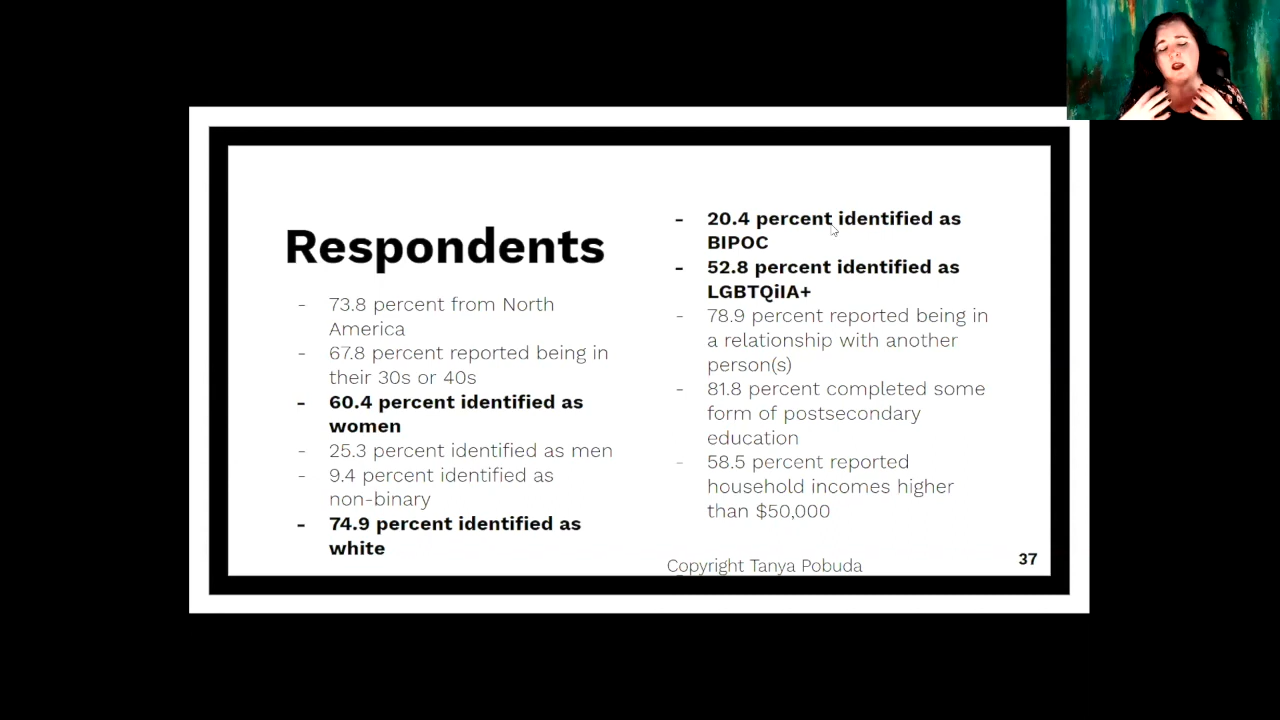 Respondents
- 73.8 percent from North
America
- 67.8 percent reported being in
their 30s or 40s
- 60.4 percent identified as
women
- 25.3 percent identified as men
- 9.4 percent identified as
non-binary
- 74.9 percent identified as
white
- 20.4 percent identified as
BIPOC
- 52.8 percent identified as
LGBTQiIA+
- 78.9 percent reported being in
a relationship with another
person(s)
- 81.8 percent completed some
form of postsecondary
education
- 58.5 percent reported
household incomes higher
than $50,000
Copyright Tanya Pobuda
37